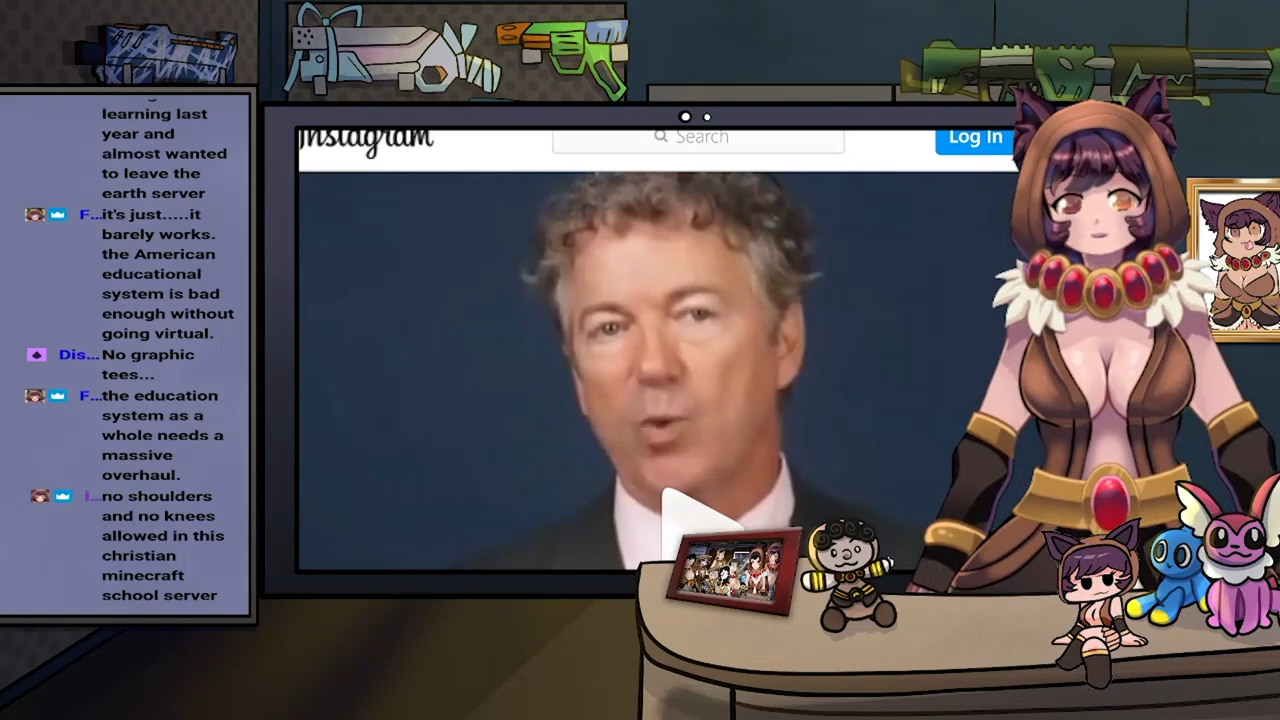 learning last
year and
almost wanted
to leave the
earth server
F...it's just.....it
barely works.
the American
educational
system is bad
enough without
going virtual.
Dis...No graphic
tees...
F...the education
system as a
whole needs a
massive
overhaul.
i...no shoulders
and no knees
allowed in this
christian
minecraft
school server
Instagram
Search
Log In